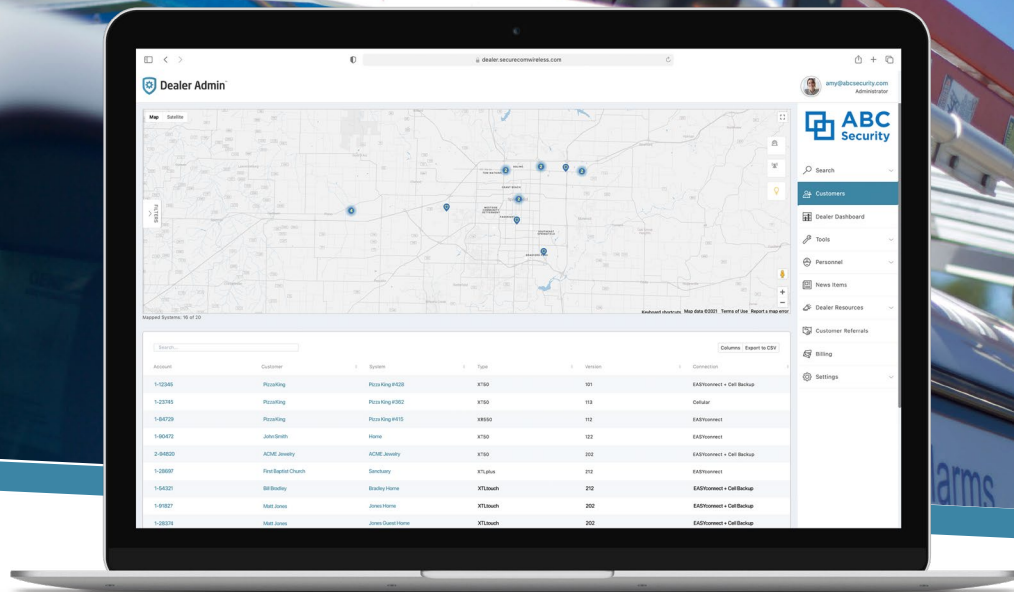 dealer.securecomwireless.com
Dealer Admin
amy@abcsecurity.com
Administrator
Map Satellite
FILTERS
Keyboard shortcuts Map data ©2021 Terms of Use Report a map error
Mapped Systems: 16 of 20
ABC
Security
Search
Customers
Dealer Dashboard
Tools
Personnel
News Items
Dealer Resources
Customer Referrals
Billing
Settings
Search...
Columns Export to CSV
Account Customer System Type Version Connection
1-12345 PizzaKing Pizza King #428 XT50 101 EASYconnect + Cell Backup
1-23745 PizzaKing Pizza King #362 XT50 113 Cellular
1-84729 PizzaKing Pizza King #415 XR550 112 EASYconnect
1-90472 John Smith Home XT50 122 EASYconnect
2-94820 ACME Jewelry ACME Jewelry XT50 202 EASYconnect + Cell Backup
1-28697 First Baptist Church Sanctuary XTLplus 212 EASYconnect
1-54321 Bill Bradley Bradley Home XTLtouch 212 EASYconnect + Cell Backup
1-91827 Matt Jones Jones Home XTLtouch 202 EASYconnect + Cell Backup
1-28374 Matt Jones Jones Guest Home XTLtouch 202 EASYconnect + Cell Backup
arms